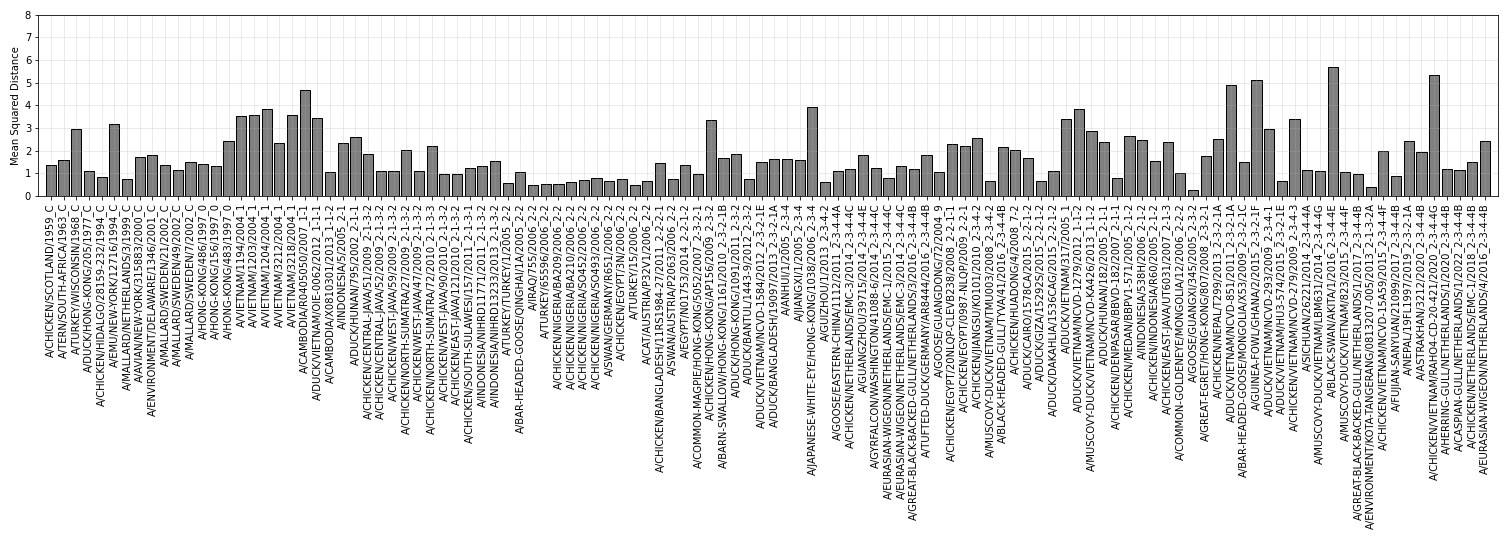 Mean Squared Distance
8
7
6
5
4
3
2
1
0
A/CHICKEN/SCOTLAND/1959_C
A/TERN/SOUTH-AFRICA/1963_C
A/TURKEY/WISCONSIN/1968_C
A/DUCK/HONG-KONG/205/1977_C
A/CHICKEN/HIDALGO/28159-232/1994_C
A/EMU/NEW-YORK/12716/1994_C
A/MALLARD/NETHERLANDS/3/1999_C
A/AVIAN/NEW-YORK/15883/2000_C
A/ENVIRONMENT/DELAWARE/1346/2001_C
A/MALLARD/SWEDEN/21/2002_C
A/MALLARD/SWEDEN/49/2002_C
A/MALLARD/SWEDEN/7/2002_C
A/HONG-KONG/486/1997_0
A/HONG-KONG/156/1997_0
A/HONG-KONG/483/1997_0
A/VIETNAM/1194/2004_1
A/VIETNAM/1203/2004_1
A/VIETNAM/1204/2004_1
A/VIETNAM/3212/2004_1
A/VIETNAM/3218/2004_1
A/CAMBODIA/R0405050/2007_1-1
A/DUCK/VIETNAM/OIE-0062/2012_1-1-1
A/CAMBODIA/X0810301/2013_1-1-2
A/INDONESIA/5/2005_2-1
A/DUCK/HUNAN/795/2002_2-1-1
A/CHICKEN/CENTRAL-JAVA/51/2009_2-1-3-2
A/CHICKEN/CENTRAL-JAVA/52/2009_2-1-3-2
A/CHICKEN/WEST-JAVA/29/2009_2-1-3-2
A/CHICKEN/NORTH-SUMATRA/27/2009_2-1-3-2
A/CHICKEN/WEST-JAVA/47/2009_2-1-3-2
A/CHICKEN/NORTH-SUMATRA/72/2010_2-1-3-2
A/CHICKEN/WEST-JAVA/90/2010_2-1-3-2
A/CHICKEN/EAST-JAVA/121/2010_2-1-3-2
A/CHICKEN/SOUTH-SULAWESI/157/2011_2-1-3-1
A/INDONESIA/NIHRD11771/2011_2-1-3-2
A/INDONESIA/NIHRD13233/2013_2-1-3-2
A/TURKEY/TURKEY/1/2005_2-2
A/BAR-HEADED-GOOSE/QINGHAI/1A/2005_2-2
A/IRAQ/755/2006_2-2
A/TURKEY/65596/2006_2-2
A/CHICKEN/NIGERIA/BA209/2006_2-2
A/CHICKEN/NIGERIA/BA210/2006_2-2
A/CHICKEN/NIGERIA/SO452/2006_2-2
A/CHICKEN/NIGERIA/SO493/2006_2-2
A/SWAN/GERMANY/R651/2006_2-2
A/CHICKEN/EGYPT/3N/2006_2-2
A/TURKEY/15/2006_2-2
A/CAT/AUSTRIA/P32V1/2006_2-2
A/CHICKEN/BANGLADESH/11RS1984-30/2011_2-2-2
A/SWAN/AUSTRIA/P2063/2006_2-2
A/EGYPT/N01753/2014_2-2-1-2
A/COMMON-MAGPIE/HONG-KONG/5052/2007_2-3-2-1
A/CHICKEN/HONG-KONG/AP156/2009_2-3-2
A/BARN-SWALLOW/HONG-KONG/1161/2010_2-3-2-1B
A/DUCK/HONG-KONG/1091/2011_2-3-2
A/DUCK/BANTUL/1443-9/2012_2-3-2
A/DUCK/VIETNAM/NCVD-1584/2012_2-3-2-1E
A/DUCK/BANGLADESH/19097/2013_2-3-2-1A
A/ANHUI/1/2005_2-3-4
A/JIANGXI/1/2005_2-3-4
A/JAPANESE-WHITE-EYE/HONG-KONG/1038/2006_2-3-4
A/GUIZHOU/1/2013_2-3-4-2
A/GOOSE/EASTERN-CHINA/1112/2011_2-3-4-4A
A/CHICKEN/NETHERLANDS/EMC-3/2014_2-3-4-4C
A/GUANGZHOU/39715/2014_2-3-4-4E
A/GYRFALCON/WASHINGTON/41088-6/2014_2-3-4-4C
A/EURASIAN-WIGEON/NETHERLANDS/EMC-1/2015_2-3-4-4C
A/EURASIAN-WIGEON/NETHERLANDS/EMC-3/2014_2-3-4-4C
A/GREAT-BLACK-BACKED-GULL/NETHERLANDS/3/2016_2-3-4-4B
A/TUFTED-DUCK/GERMANY/AR8444/2016_2-3-4-4B
A/GOOSE/GUANDONG/2/2004_9
A/CHICKEN/EGYPT/2ONLQP-CLEVB238/2008_2-2-1-1
A/CHICKEN/EGYPT/0987-NLQP/2009_2-2-1
A/CHICKEN/JIANGSU/K0101/2010_2-3-4
A/MUSCOVY-DUCK/VIETNAM/TMU003/2008_2-3-4-2
A/BLACK-HEADED-GULL/TYVA/41/2016_2-3-4-4B
A/CHICKEN/HUADONG/4/2008_7-2
A/DUCK/CAIRO/1578CA/2015_2-2-1-2
A/DUCK/GIZA/15292S/2015_2-2-1-2
A/DUCK/DAKAHLIA/1536CAG/2015_2-2-1-2
A/DUCK/VIETNAM/317/2005_1
A/DUCK/VIETNAM/NCVD-1274/2012_1-1-2
A/MUSCOVY-DUCK/VIETNAM/NCVD-KA426/2013_1-1-2
A/DUCK/HUNAN/182/2005_2-1-1
A/CHICKEN/DENPASAR/BBVD-182/2007_2-1
A/CHICKEN/MEDAN/BBPV1-571/2006_2-1
A/INDONESIA/538H/2006_2-1-2
A/CHICKEN/INDONESIA/R60/2005_2-1-3
A/CHICKEN/EAST-JAVA/UT6031/2007_2-1-3
A/COMMON-GOLDENEYE/MONGOLIA/12/2006_2-2-2
A/GOOSE/GUANGXI/345/2005_2-3-2
A/GREAT-EGRET/HONG-KONG/807/2008_2-3-2-1
A/CHICKEN/NEPAL/T299/2013_2-3-2-1A
A/DUCK/VIETNAM/NCVD-851/2011_2-3-2-1B
A/BAR-HEADED-GOOSE/MONGOLIA/X53/2009_2-3-2-1C
A/GUINEA-FOWL/GHANA/2/2015_2-3-2-1F
A/DUCK/VIETNAM/NCVD-293/2009_2-3-4-1
A/DUCK/VIETNAM/HU3-574/2015_2-3-2-1E
A/CHICKEN/VIETNAM/NCVD-279/2009_2-3-4-3
A/SICHUAN/26221/2014_2-3-4-4A
A/MUSCOVY-DUCK/VIETNAM/LBM631/2014_2-3-4-4G
A/BLACK-SWAN/AKITA/1/2016_2-3-4-4E
A/MUSCOVY-DUCK/VIETNAM/829/2016_2-3-4-4F
A/GREAT-BLACK-BACKED-GULL/NETHERLANDS/1/2017_2-3-4-4B
A/ENVIRONMENT/KOTA-TANGERANG/0813207-005/2017_2-1-3-2A
A/CHICKEN/VIETNAM/NCVD-15A59/2015_2-3-4-4F
A/FUJIAN-SANYUAN/21099/2017_2-3-4-4B
A/NEPAL/19FL1997/2019_2-3-2-1A
A/ASTRAKHAN/3212/2020_2-3-4-4B
A/CHICKEN/VIETNAM/RAHO4-CD-20-421/2020_2-3-4-4G
A/HERRING-GULL/NETHERLANDS/1/2020_2-3-4-4B
A/CASPIAN-GULL/NETHERLANDS/1/2022_2-3-4-4B
A/CHICKEN/NETHERLANDS/EMC-1/2018_2-3-4-4B
A/EURASIAN-WIGEON/NETHERLANDS/4/2016_2-3-4-4B